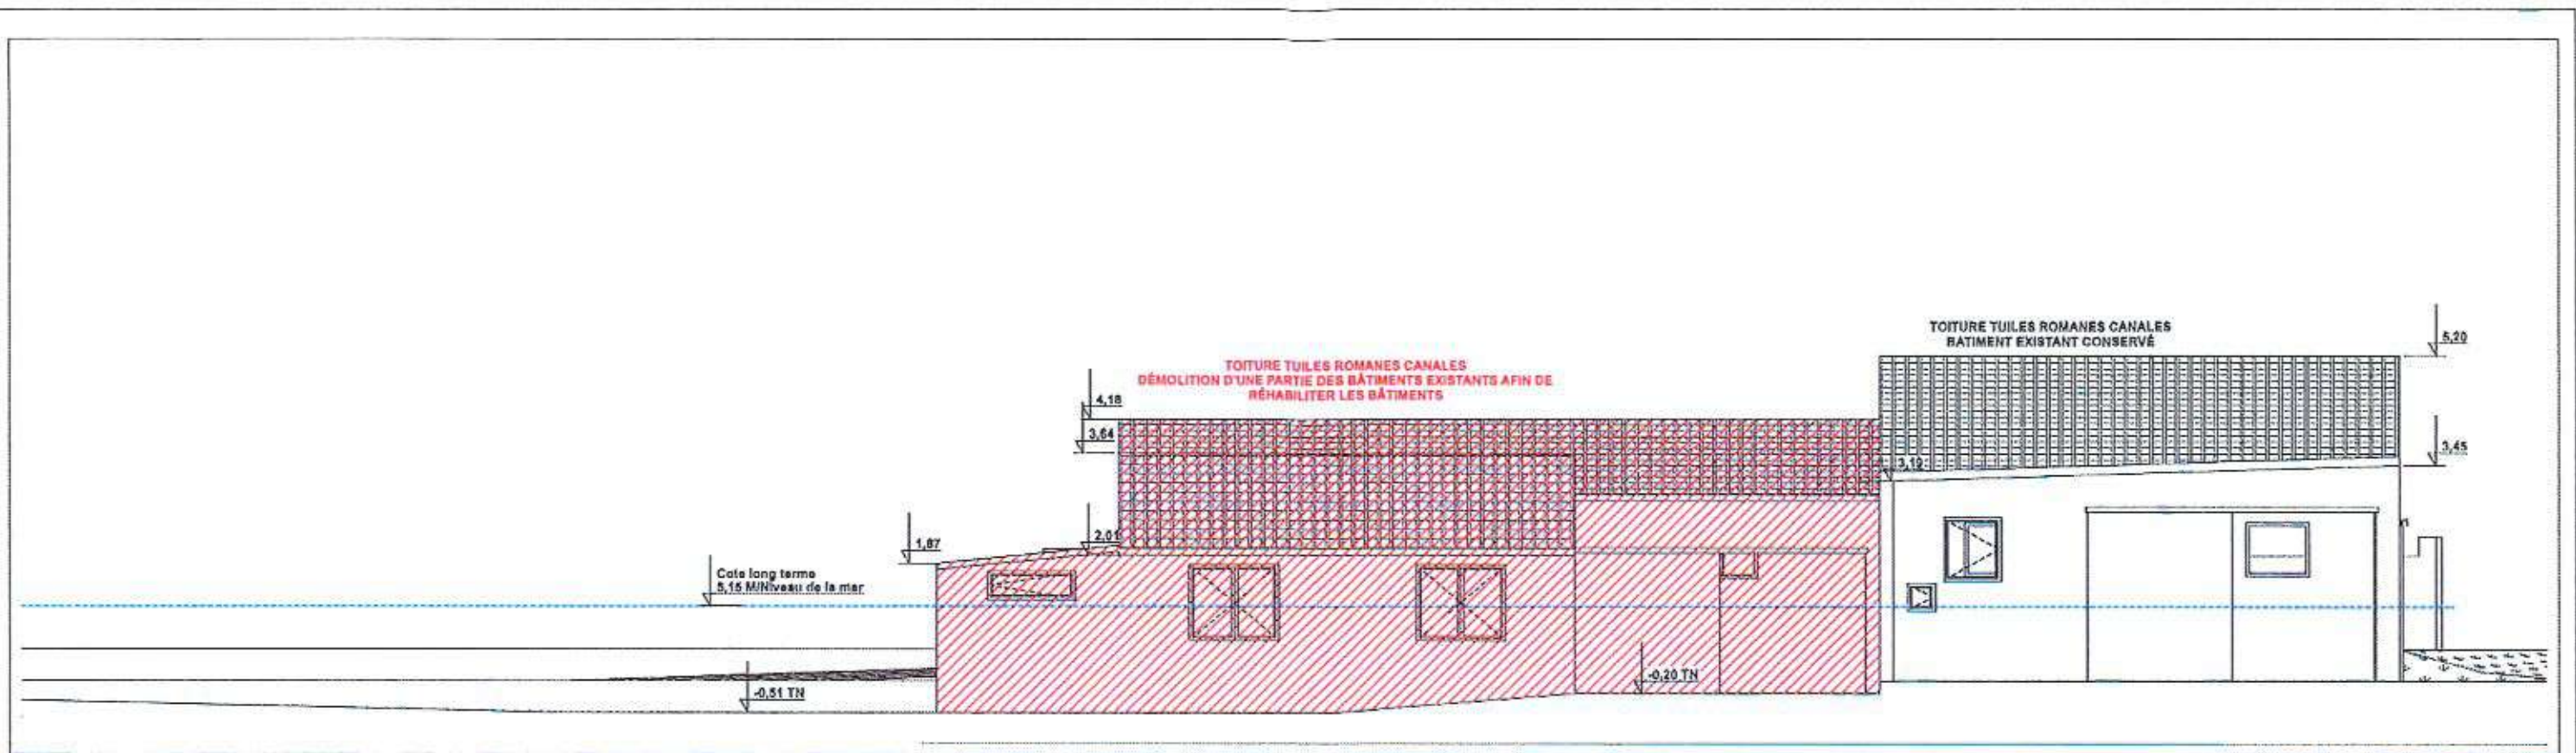 TOITURE TUILES ROMANES CANALES
BATIMENT EXISTANT CONSERVÉ
5,20
TOITURE TUILES ROMANES CANALES
DÉMOLITION D'UNE PARTIE DES BÂTIMENTS EXISTANTS AFIN DE
RÉHABILITER LES BÂTIMENTS
4,18
3,64
3,45
3,19
2,01
1,87
Cote long terme
5,15 M/Niveau de la mer
-0,20 TN
-0,51 TN